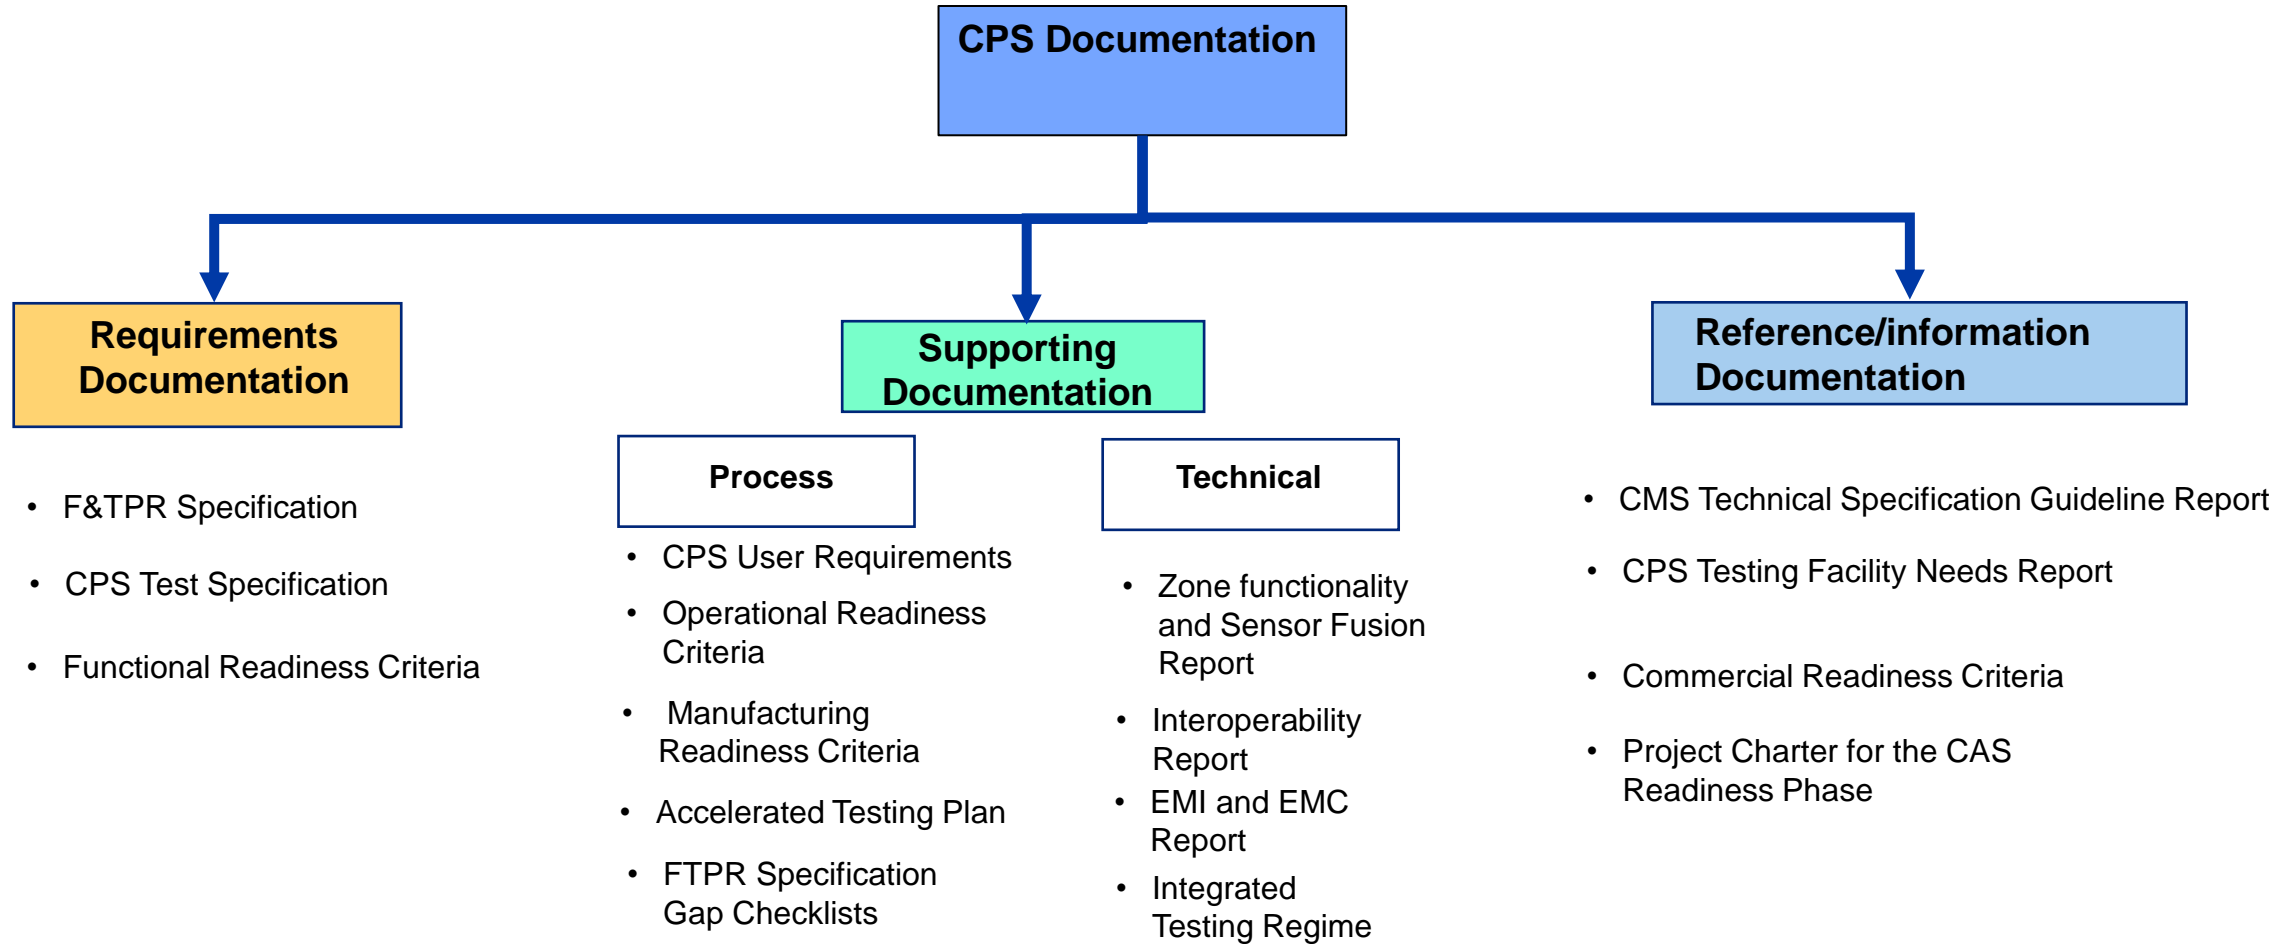 CPS Documentation
Requirements
Documentation
• F&TPR Specification
• CPS Test Specification
• Functional Readiness Criteria
Supporting
Documentation
Process
• CPS User Requirements
• Operational Readiness
Criteria
• Manufacturing
Readiness Criteria
• Accelerated Testing Plan
• FTPR Specification
Gap Checklists
Technical
• Zone functionality
and Sensor Fusion
Report
• Interoperability
Report
• EMI and EMC
Report
• Integrated
Testing Regime
Reference/information
Documentation
• CMS Technical Specification Guideline Report
• CPS Testing Facility Needs Report
• Commercial Readiness Criteria
• Project Charter for the CAS
Readiness Phase